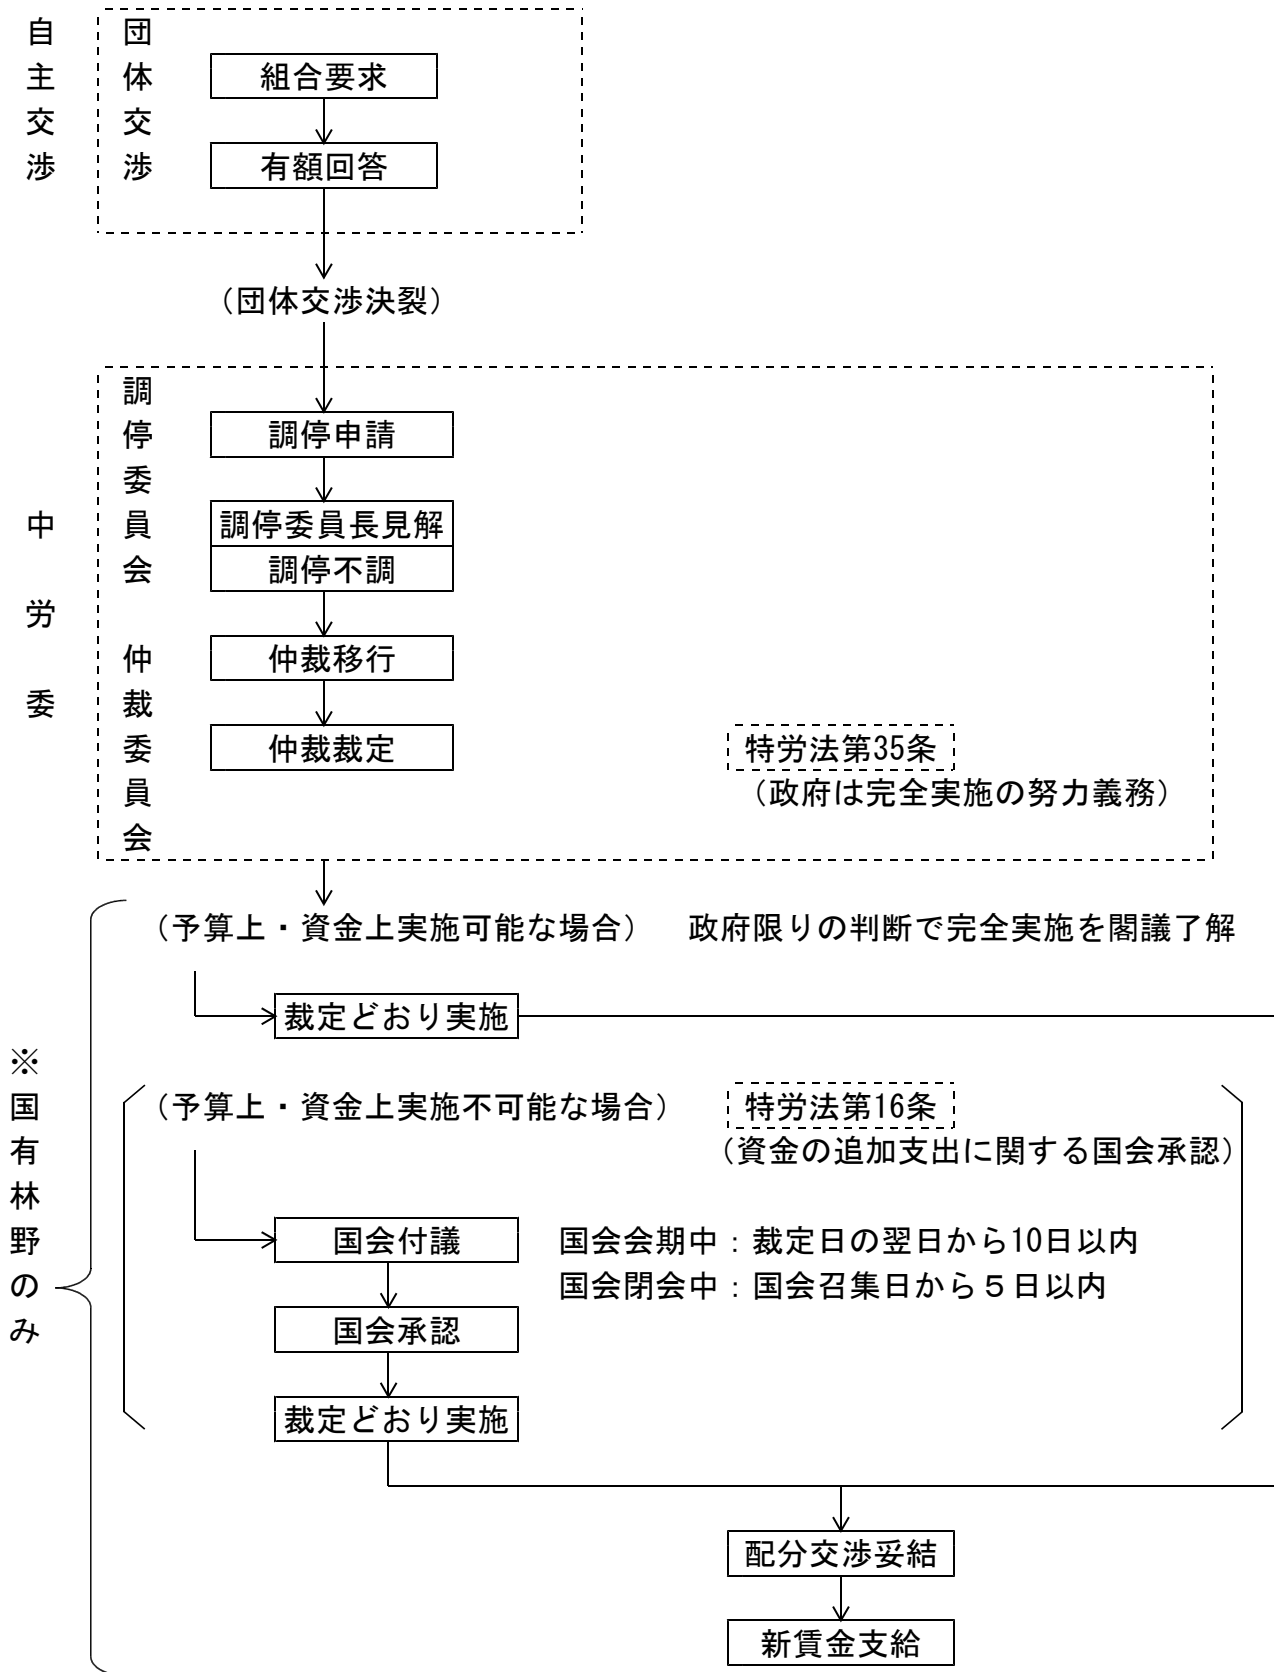 自主交渉
団体交渉
組合要求
有額回答
（団体交渉決裂）
中労委
調停委員会
調停申請
調停委員長見解
調停不調
仲裁委員会
仲裁移行
仲裁裁定
特労法第35条
（政府は完全実施の努力義務）
※国有林野のみ
（予算上・資金上実施可能な場合）　政府限りの判断で完全実施を閣議了解
裁定どおり実施
（予算上・資金上実施不可能な場合）
特労法第16条
（資金の追加支出に関する国会承認）
国会付議
国会会期中：裁定日の翌日から10日以内
国会閉会中：国会召集日から５日以内
国会承認
裁定どおり実施
配分交渉妥結
新賃金支給